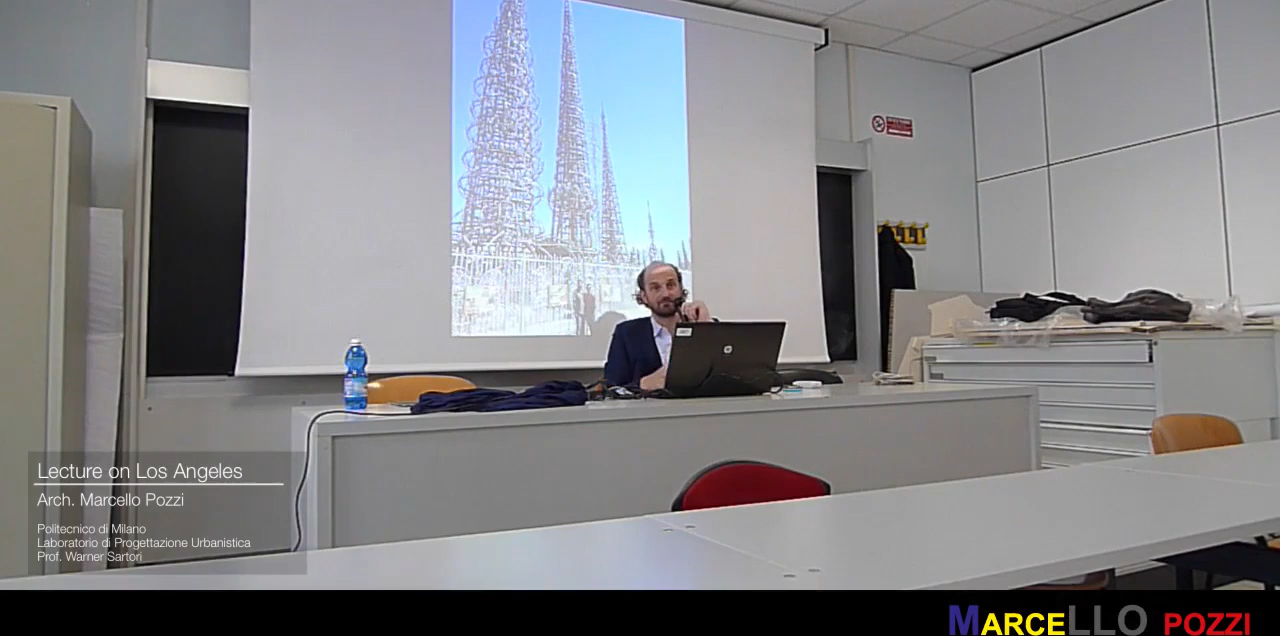 Lecture on Los Angeles
Arch. Marcello Pozzi
Politecnico di Milano
Laboratorio di Progettazione Urbanistica
Prof. Warner Sartori
MARCELLO POZZI